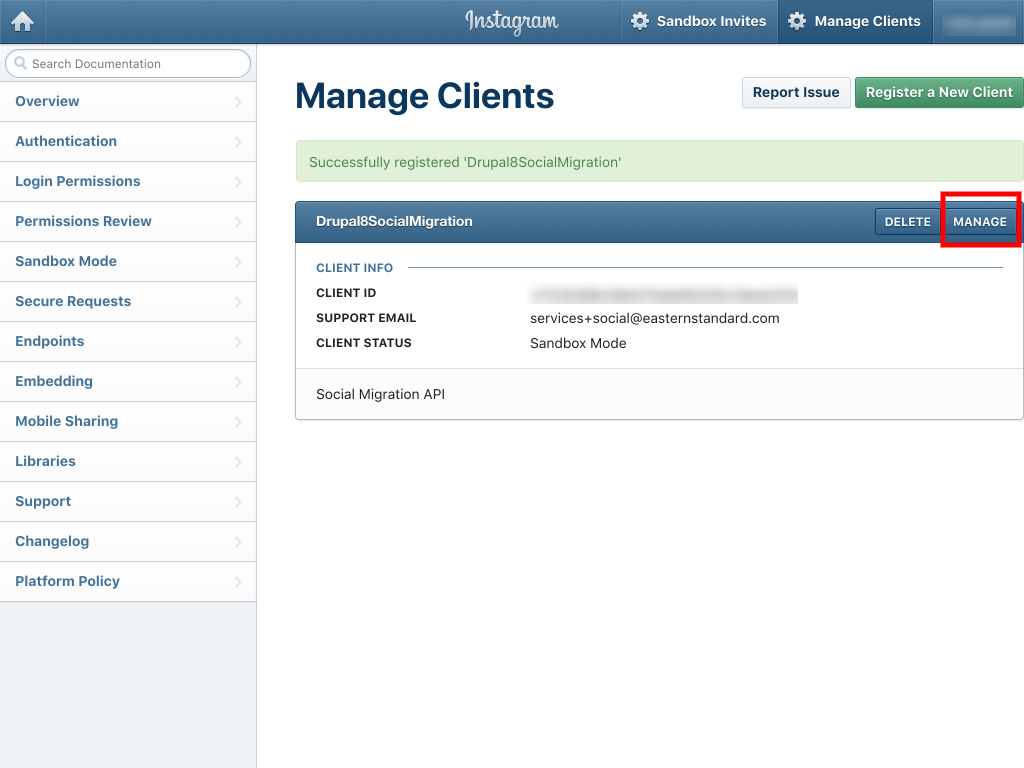 Instagram
Sandbox Invites
Manage Clients
Search Documentation
Overview
Authentication
Login Permissions
Permissions Review
Sandbox Mode
Secure Requests
Endpoints
Embedding
Mobile Sharing
Libraries
Support
Changelog
Platform Policy
Manage Clients
Report Issue
Register a New Client
Successfully registered 'Drupal8SocialMigration'
Drupal8SocialMigration
DELETE
MANAGE
CLIENT INFO
CLIENT ID
SUPPORT EMAIL services+social@easternstandard.com
CLIENT STATUS Sandbox Mode
Social Migration API